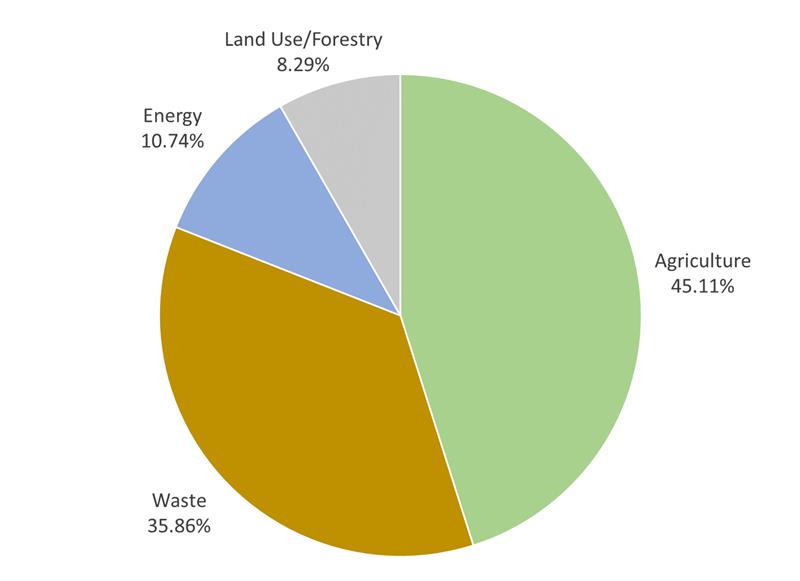 Land Use/Forestry
8.29%
Energy
10.74%
Agriculture
45.11%
Waste
35.86%